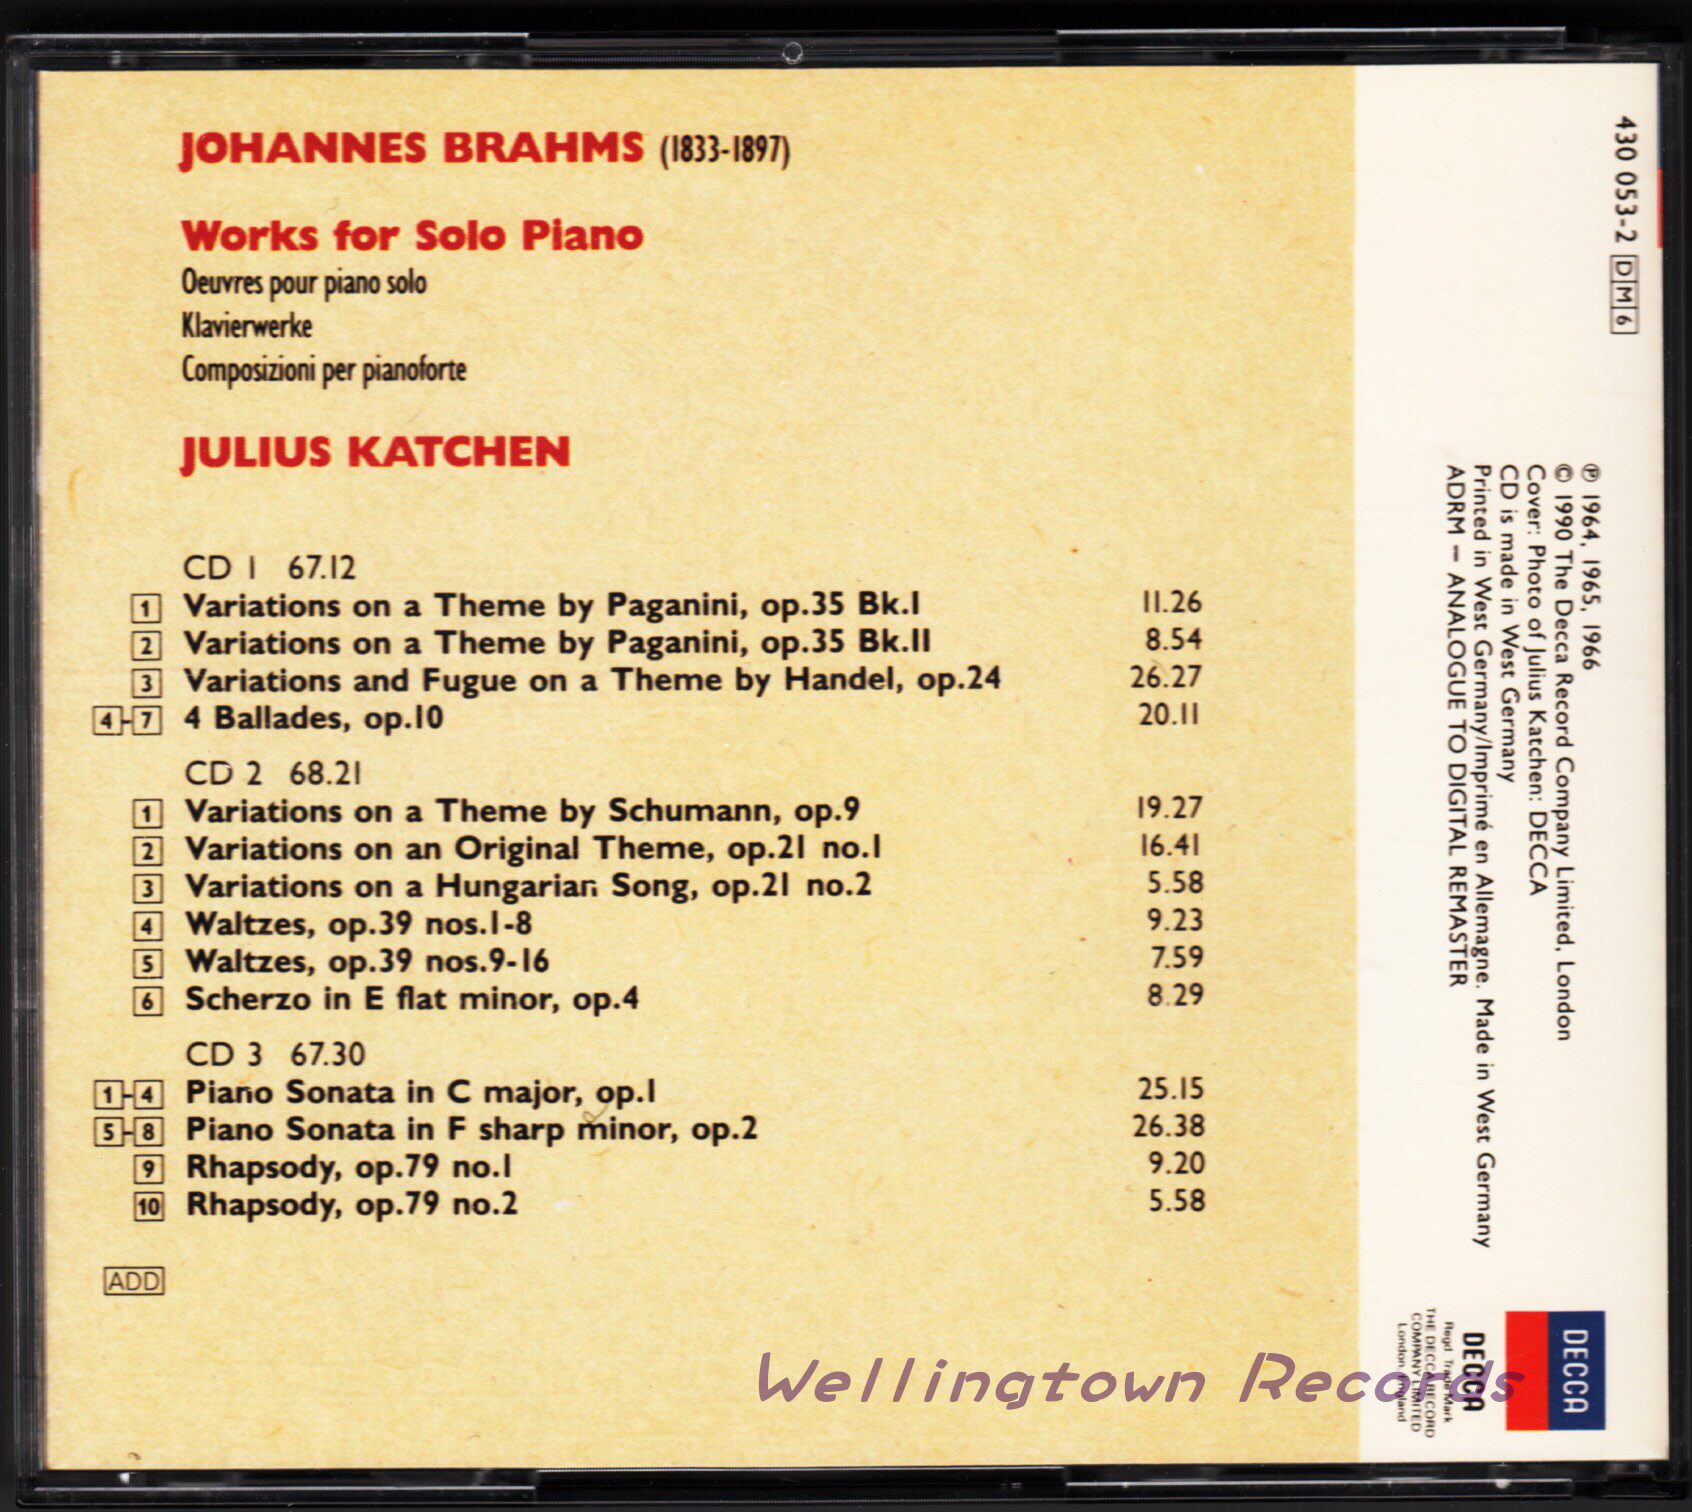 JOHANNES BRAHMS (1833-1897)
Works for Solo Piano
Oeuvres pour piano solo
Klavierwerke
Composizioni per pianoforte
JULIUS KATCHEN
CD 1 67.12
1 Variations on a Theme by Paganini, op.35 Bk.I 11.26
2 Variations on a Theme by Paganini, op.35 Bk.II 8.54
3 Variations and Fugue on a Theme by Handel, op.24 26.27
4-7 4 Ballades, op.10 20.11
CD 2 68.21
1 Variations on a Theme by Schumann, op.9 19.27
2 Variations on an Original Theme, op.21 no.1 16.41
3 Variations on a Hungarian Song, op.21 no.2 5.58
4 Waltzes, op.39 nos.1-8 9.23
5 Waltzes, op.39 nos.9-16 7.59
6 Scherzo in E flat minor, op.4 8.29
CD 3 67.30
1-4 Piano Sonata in C major, op.1 25.15
5-8 Piano Sonata in F sharp minor, op.2 26.38
9 Rhapsody, op.79 no.1 9.20
10 Rhapsody, op.79 no.2 5.58
ADD
430 053-2 DM6
℗ 1964, 1965, 1966
© 1990 The Decca Record Company Limited, London
Cover: Photo of Julius Katchen: DECCA
CD is made in West Germany
Printed in West Germany/Imprimé en Allemagne. Made in West Germany
ADRM – ANALOGUE TO DIGITAL REMASTER
DECCA
DECCA
Regd. Trade Mark
THE DECCA RECORD
COMPANY LIMITED
London, England
Wellingtown Records